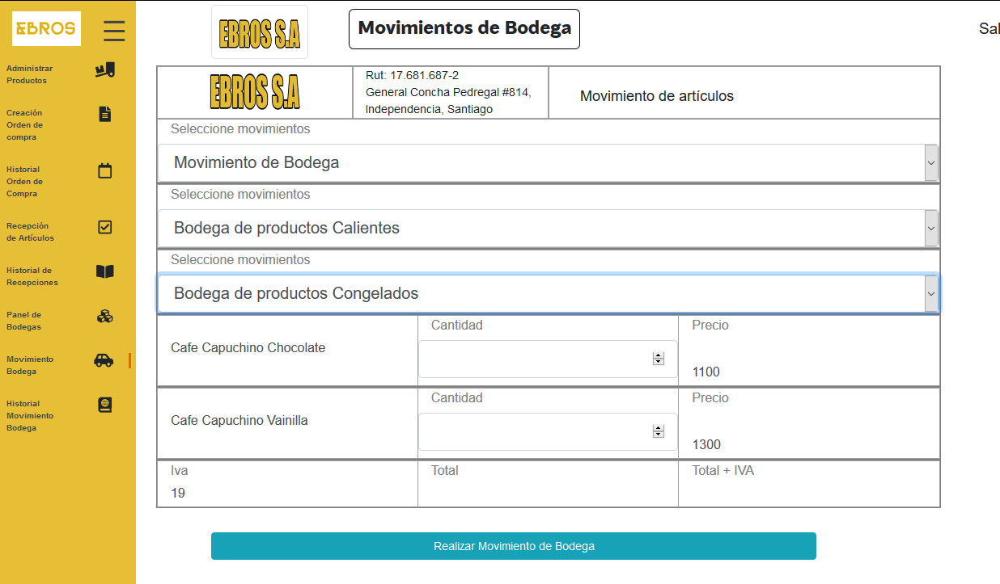 EBROS
Administrar
Productos
Creación
Orden de
compra
Historial
Orden de
Compra
Recepción
de Artículos
Historial de
Recepciones
Panel de
Bodegas
Movimiento
Bodega
Historial
Movimiento
Bodega
EBROS S.A
Movimientos de Bodega
EBROS S.A
Rut: 17.681.687-2
General Concha Pedregal #814,
Independencia, Santiago
Movimiento de artículos
Seleccione movimientos
Movimiento de Bodega
Seleccione movimientos
Bodega de productos Calientes
Seleccione movimientos
Bodega de productos Congelados
Cafe Capuchino Chocolate
Cantidad
Precio
1100
Cafe Capuchino Vainilla
Cantidad
Precio
1300
Iva
19
Total
Total + IVA
Realizar Movimiento de Bodega